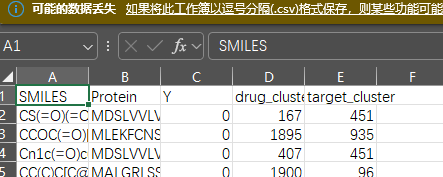 可能的数据丢失 如果将此工作簿以逗号分隔(.csv)格式保存，则某些功能可能
A1 fx SMILES
A B C D E F
1 SMILES Protein Y drug_cluste target_cluster
2 CS(=O)(=C MDSLVVLV 0 167 451
3 CCOC(=O) MLEKFCNS 0 1895 935
4 Cn1c(=O)c MDSLVVLV 0 407 451
5 CC(C)C[C@ MALGRLSS 0 1900 96